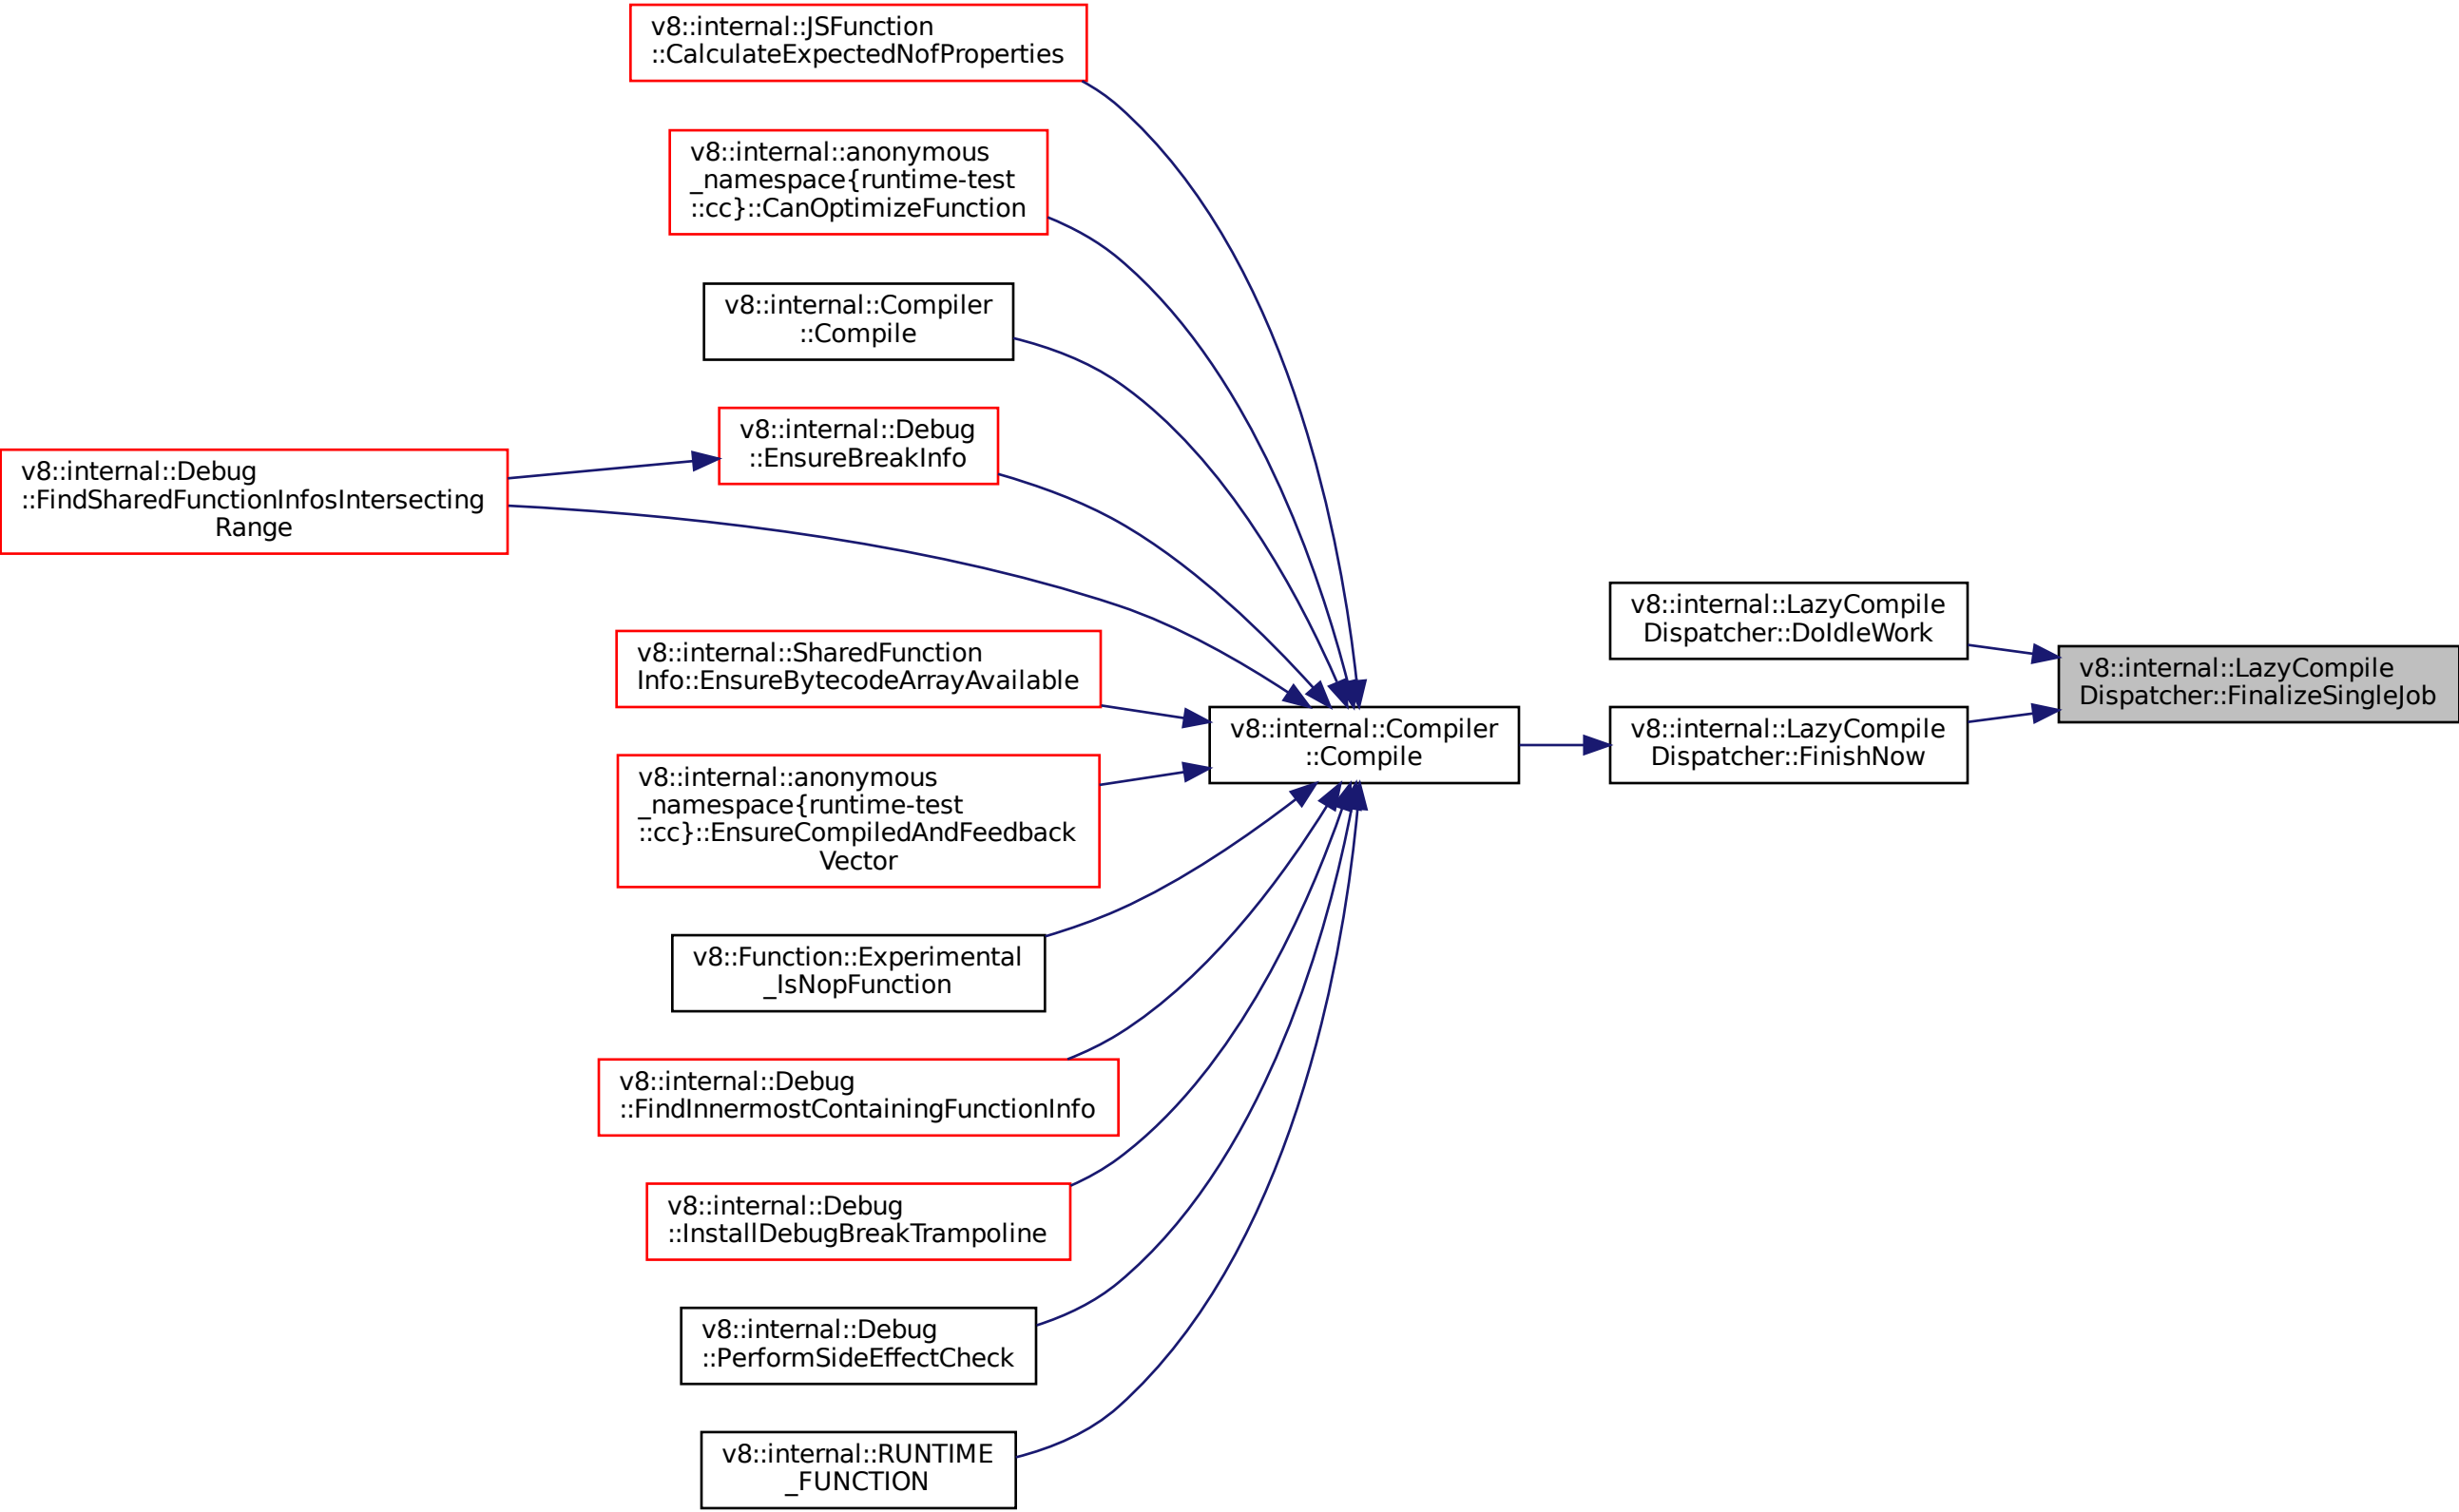 v8::internal::JSFunction
::CalculateExpectedNofProperties
v8::internal::anonymous
_namespace{runtime-test
::cc}::CanOptimizeFunction
v8::internal::Compiler
::Compile
v8::internal::Debug
::EnsureBreakInfo
v8::internal::Debug
::FindSharedFunctionInfosIntersecting
Range
v8::internal::SharedFunction
Info::EnsureBytecodeArrayAvailable
v8::internal::anonymous
_namespace{runtime-test
::cc}::EnsureCompiledAndFeedback
Vector
v8::Function::Experimental
_IsNopFunction
v8::internal::Debug
::FindInnermostContainingFunctionInfo
v8::internal::Debug
::InstallDebugBreakTrampoline
v8::internal::Debug
::PerformSideEffectCheck
v8::internal::RUNTIME
_FUNCTION
v8::internal::Compiler
::Compile
v8::internal::LazyCompile
Dispatcher::DoIdleWork
v8::internal::LazyCompile
Dispatcher::FinishNow
v8::internal::LazyCompile
Dispatcher::FinalizeSingleJob